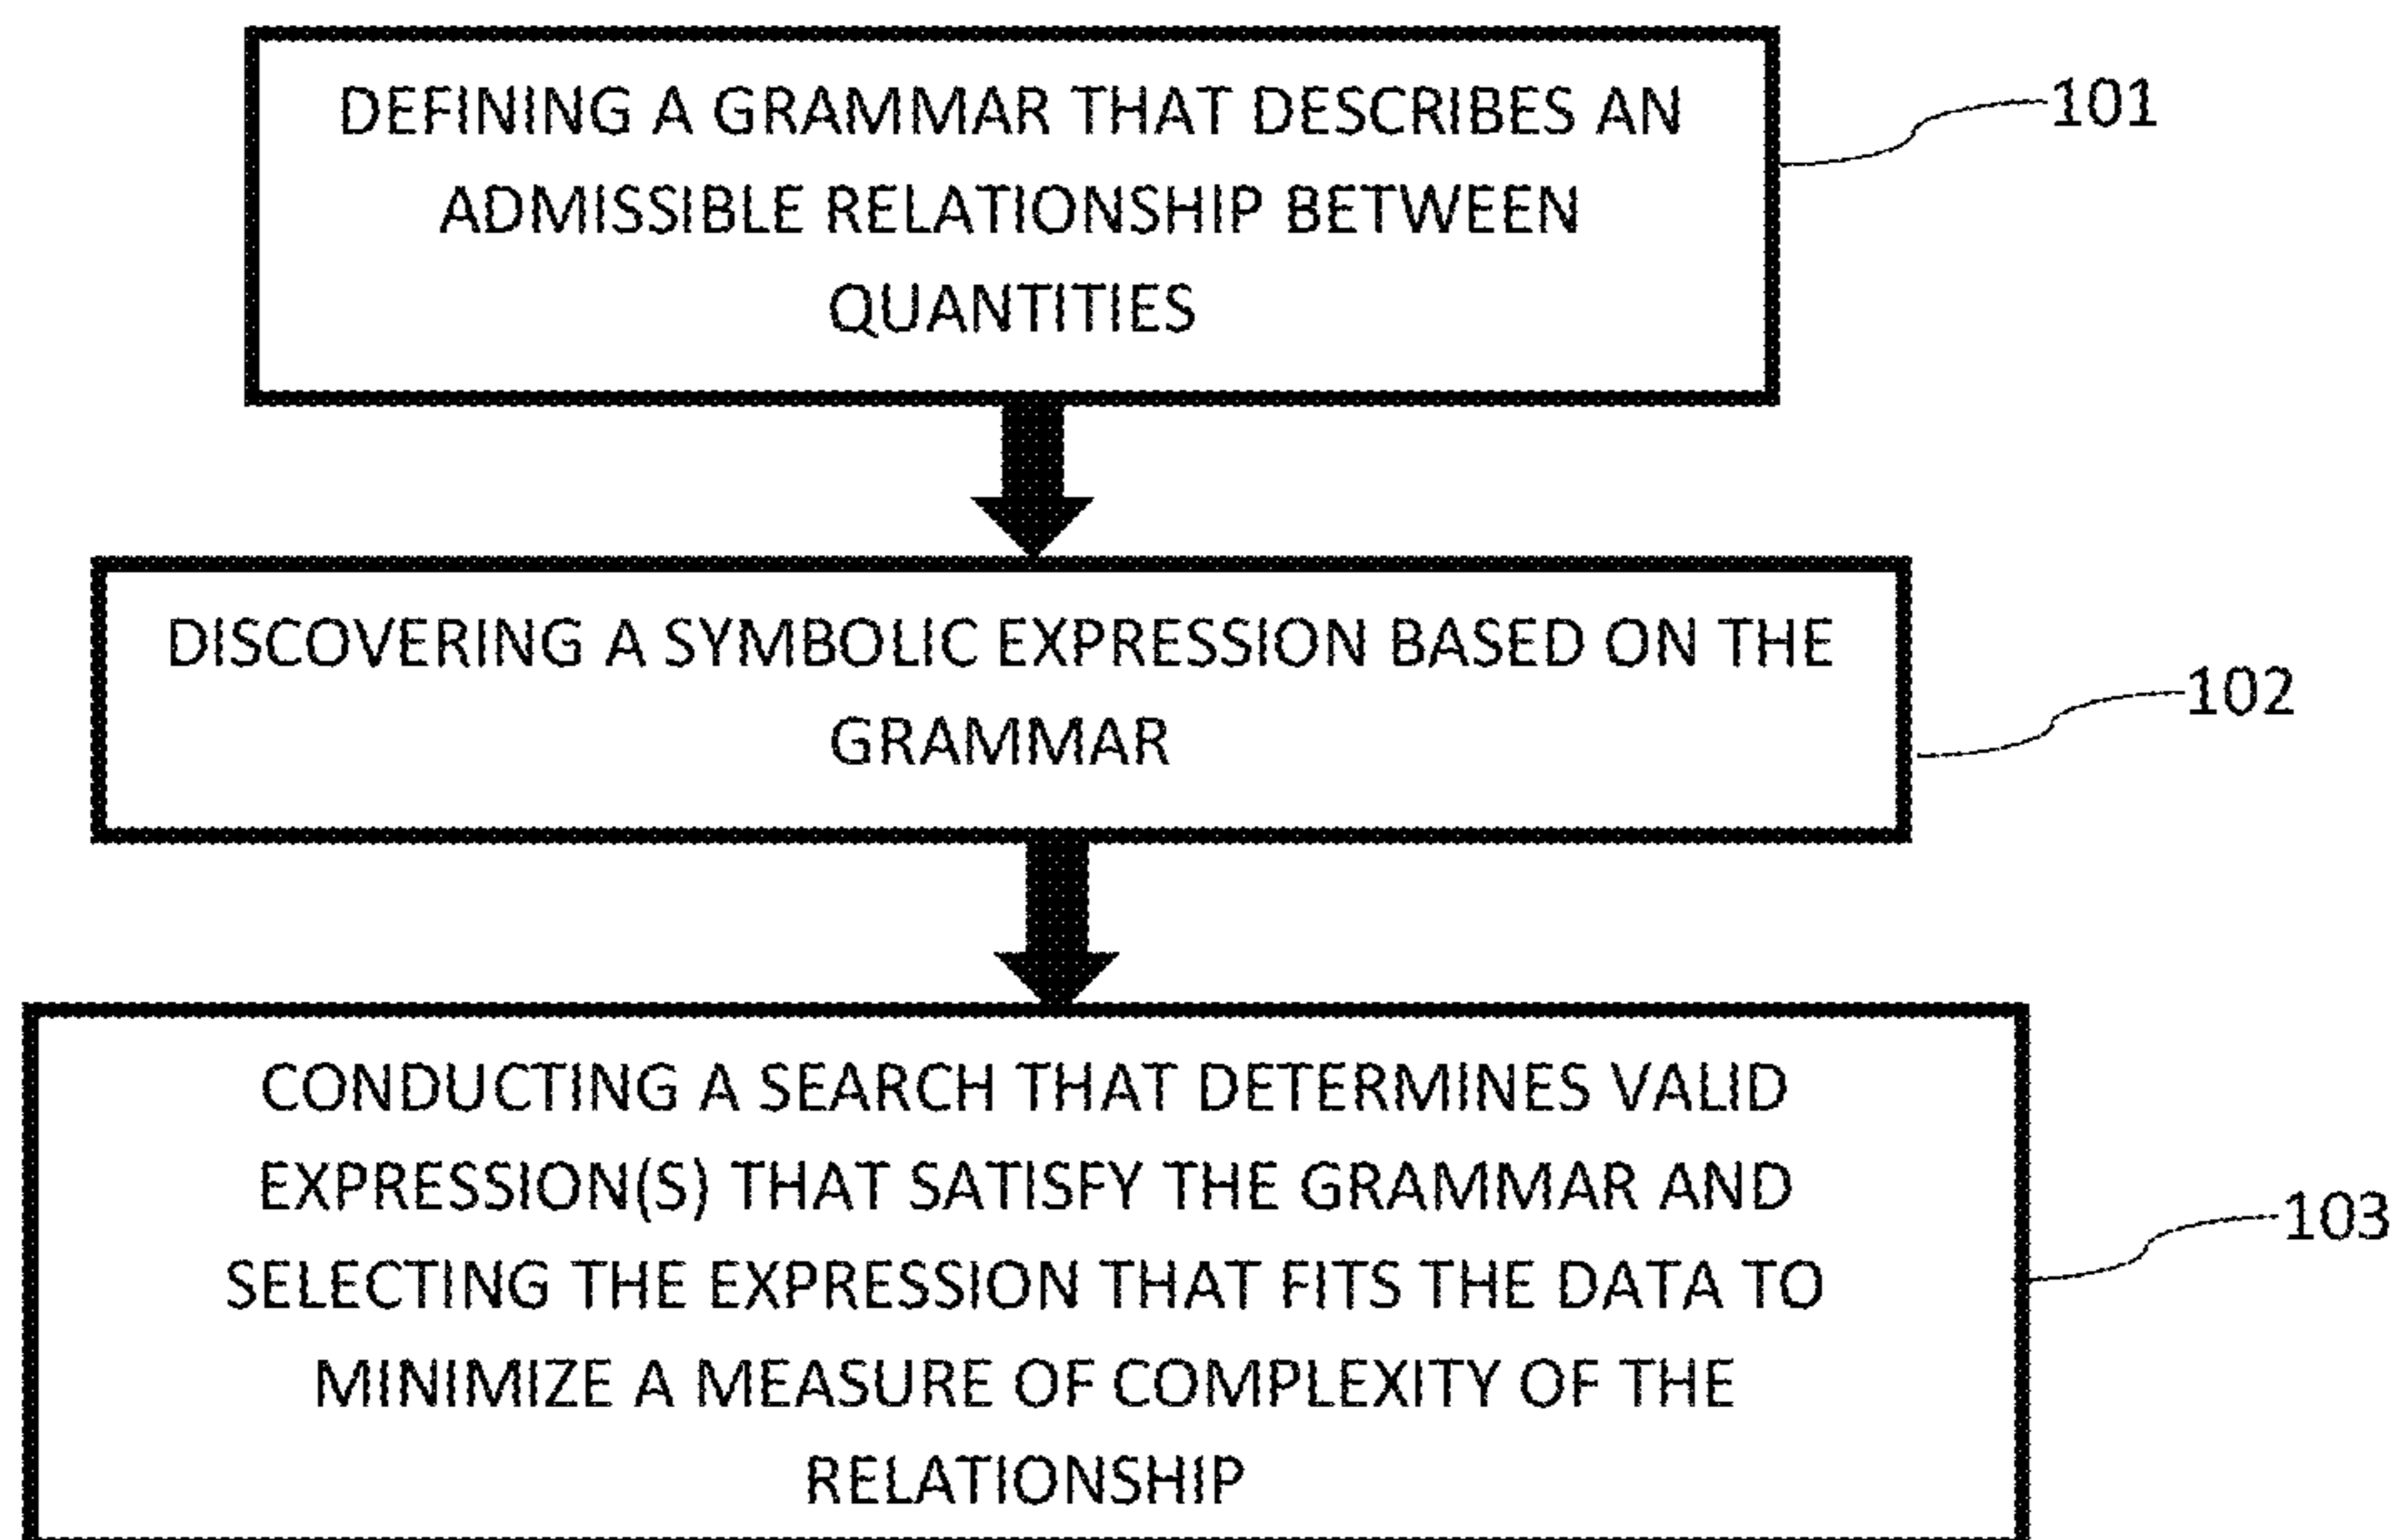 DEFINING A GRAMMAR THAT DESCRIBES AN
ADMISSIBLE RELATIONSHIP BETWEEN
QUANTITIES
101
DISCOVERING A SYMBOLIC EXPRESSION BASED ON THE
GRAMMAR
102
CONDUCTING A SEARCH THAT DETERMINES VALID
EXPRESSION(S) THAT SATISFY THE GRAMMAR AND
SELECTING THE EXPRESSION THAT FITS THE DATA TO
MINIMIZE A MEASURE OF COMPLEXITY OF THE
RELATIONSHIP
103